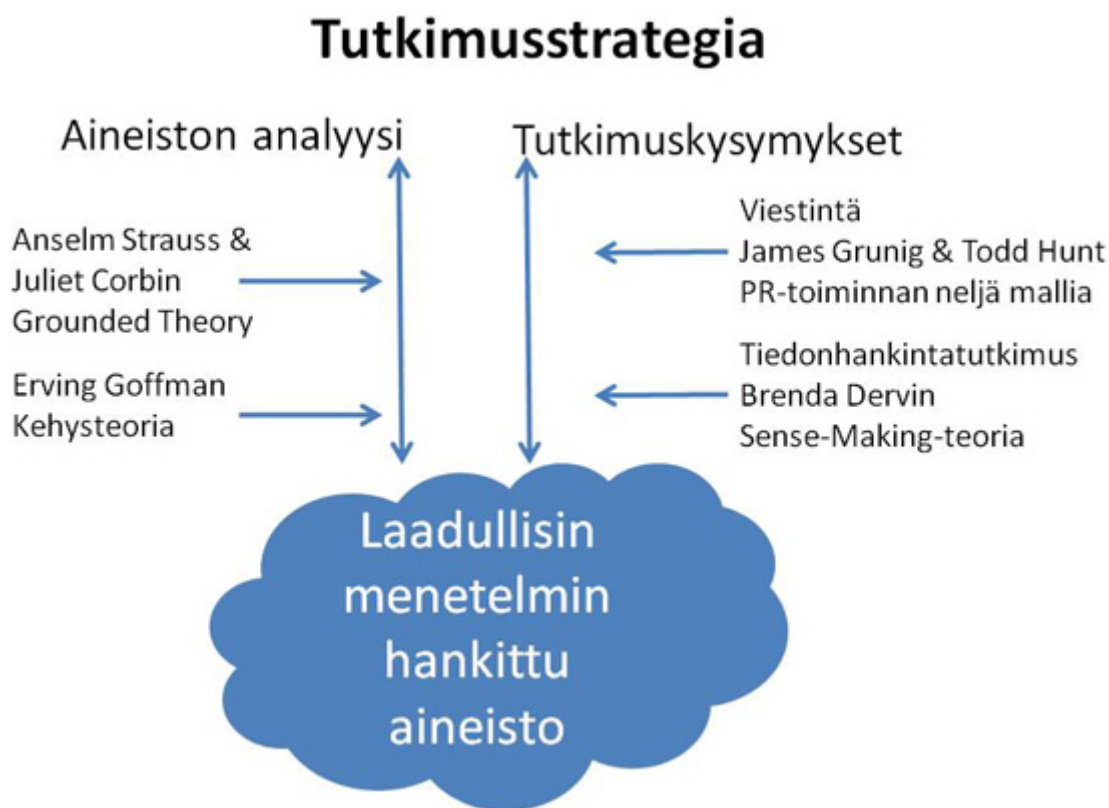 Tutkimusstrategia
Aineiston analyysi
Tutkimuskysymykset
Anselm Strauss &
Juliet Corbin
Grounded Theory
Erving Goffman
Kehysteoria
Viestintä
James Grunig & Todd Hunt
PR-toiminnan neljä mallia
Tiedonhankintatutkimus
Brenda Dervin
Sense-Making-teoria
Laadullisin
menetelmin
hankittu
aineisto